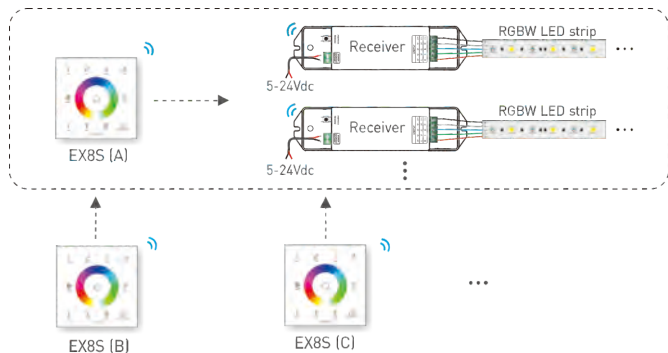 RGBW LED strip
Receiver
5-24Vdc
EX8S (A)
RGBW LED strip
Receiver
5-24Vdc
EX8S (B)
EX8S (C)